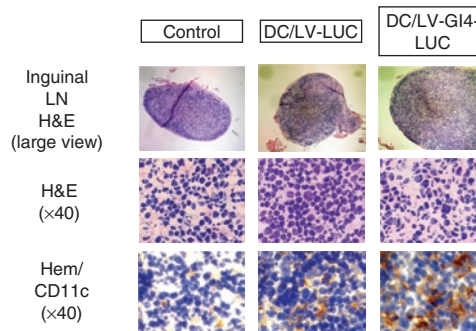 Control
DC/LV-LUC
DC/LV-GI4-
LUC
Inguinal
LN
H&E
(large view)
H&E
(×40)
Hem/
CD11c
(×40)